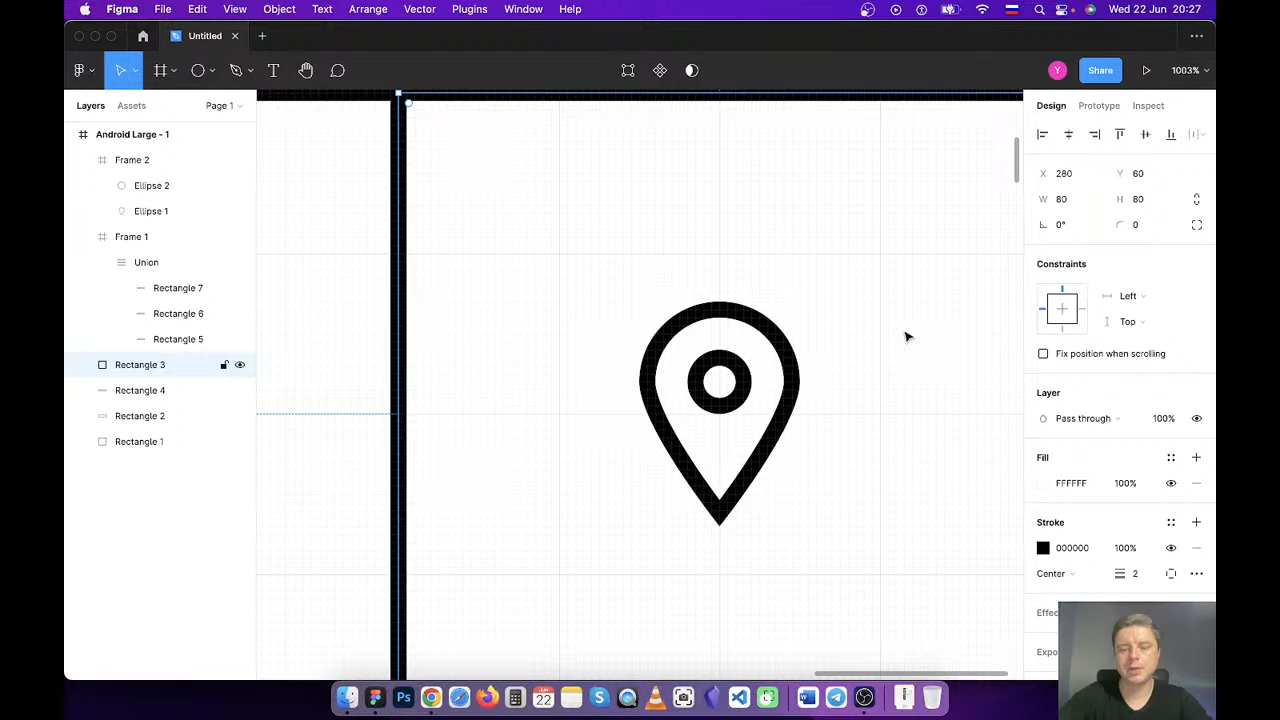 Figma File Edit View Object Text Arrange Vector Plugins Window Help Wed 22 Jun 20:27
Untitled
Y Share 1003%
Layers Assets Page 1
Design Prototype Inspect
Android Large - 1
Frame 2
Ellipse 2
Ellipse 1
Frame 1
Union
Rectangle 7
Rectangle 6
Rectangle 5
Rectangle 3
Rectangle 4
Rectangle 2
Rectangle 1
X 280 Y 60
W 80 H 80
0° 0
Constraints
Left
Top
Fix position when scrolling
Layer
Pass through 100%
Fill
FFFFFF 100%
Stroke
000000 100%
Center 2
Effec
Expo